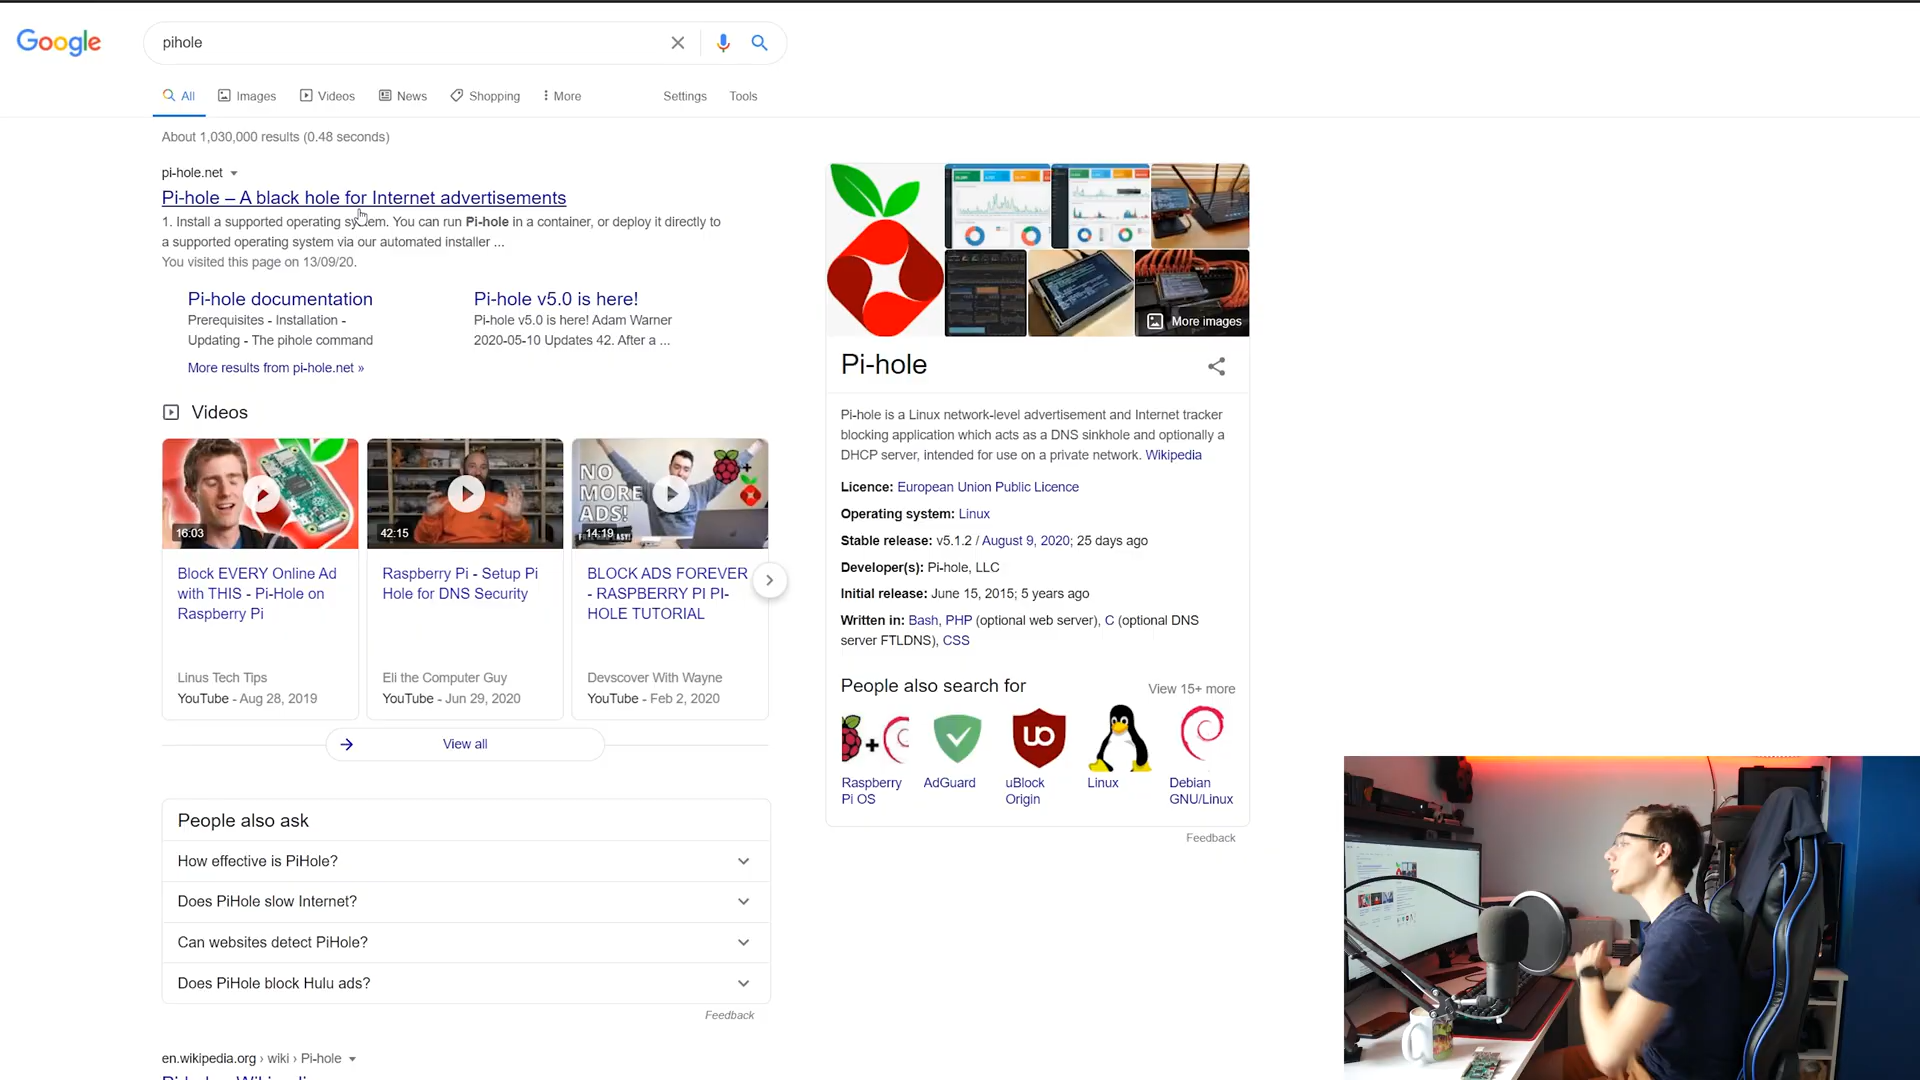 Google
pihole
All
Images
Videos
News
Shopping
More
Settings
Tools
About 1,030,000 results (0.48 seconds)
pi-hole.net
Pi-hole – A black hole for Internet advertisements
1. Install a supported operating system. You can run Pi-hole in a container, or deploy it directly to
a supported operating system via our automated installer ...
You visited this page on 13/09/20.
Pi-hole documentation
Prerequisites - Installation -
Updating - The pihole command
Pi-hole v5.0 is here!
Pi-hole v5.0 is here! Adam Warner
2020-05-10 Updates 42. After a ...
More results from pi-hole.net »
Videos
16:03
Block EVERY Online Ad
with THIS - Pi-Hole on
Raspberry Pi
Linus Tech Tips
YouTube - Aug 28, 2019
42:15
Raspberry Pi - Setup Pi
Hole for DNS Security
Eli the Computer Guy
YouTube - Jun 29, 2020
NO
MORE
ADS!
14:19
BLOCK ADS FOREVER
- RASPBERRY PI PI-
HOLE TUTORIAL
Devscover With Wayne
YouTube - Feb 2, 2020
View all
People also ask
How effective is PiHole?
Does PiHole slow Internet?
Can websites detect PiHole?
Does PiHole block Hulu ads?
Feedback
en.wikipedia.org › wiki › Pi-hole
More images
Pi-hole
Pi-hole is a Linux network-level advertisement and Internet tracker
blocking application which acts as a DNS sinkhole and optionally a
DHCP server, intended for use on a private network. Wikipedia
Licence: European Union Public Licence
Operating system: Linux
Stable release: v5.1.2 / August 9, 2020; 25 days ago
Developer(s): Pi-hole, LLC
Initial release: June 15, 2015; 5 years ago
Written in: Bash, PHP (optional web server), C (optional DNS
server FTLDNS), CSS
People also search for
View 15+ more
Raspberry
Pi OS
AdGuard
uBlock
Origin
Linux
Debian
GNU/Linux
Feedback